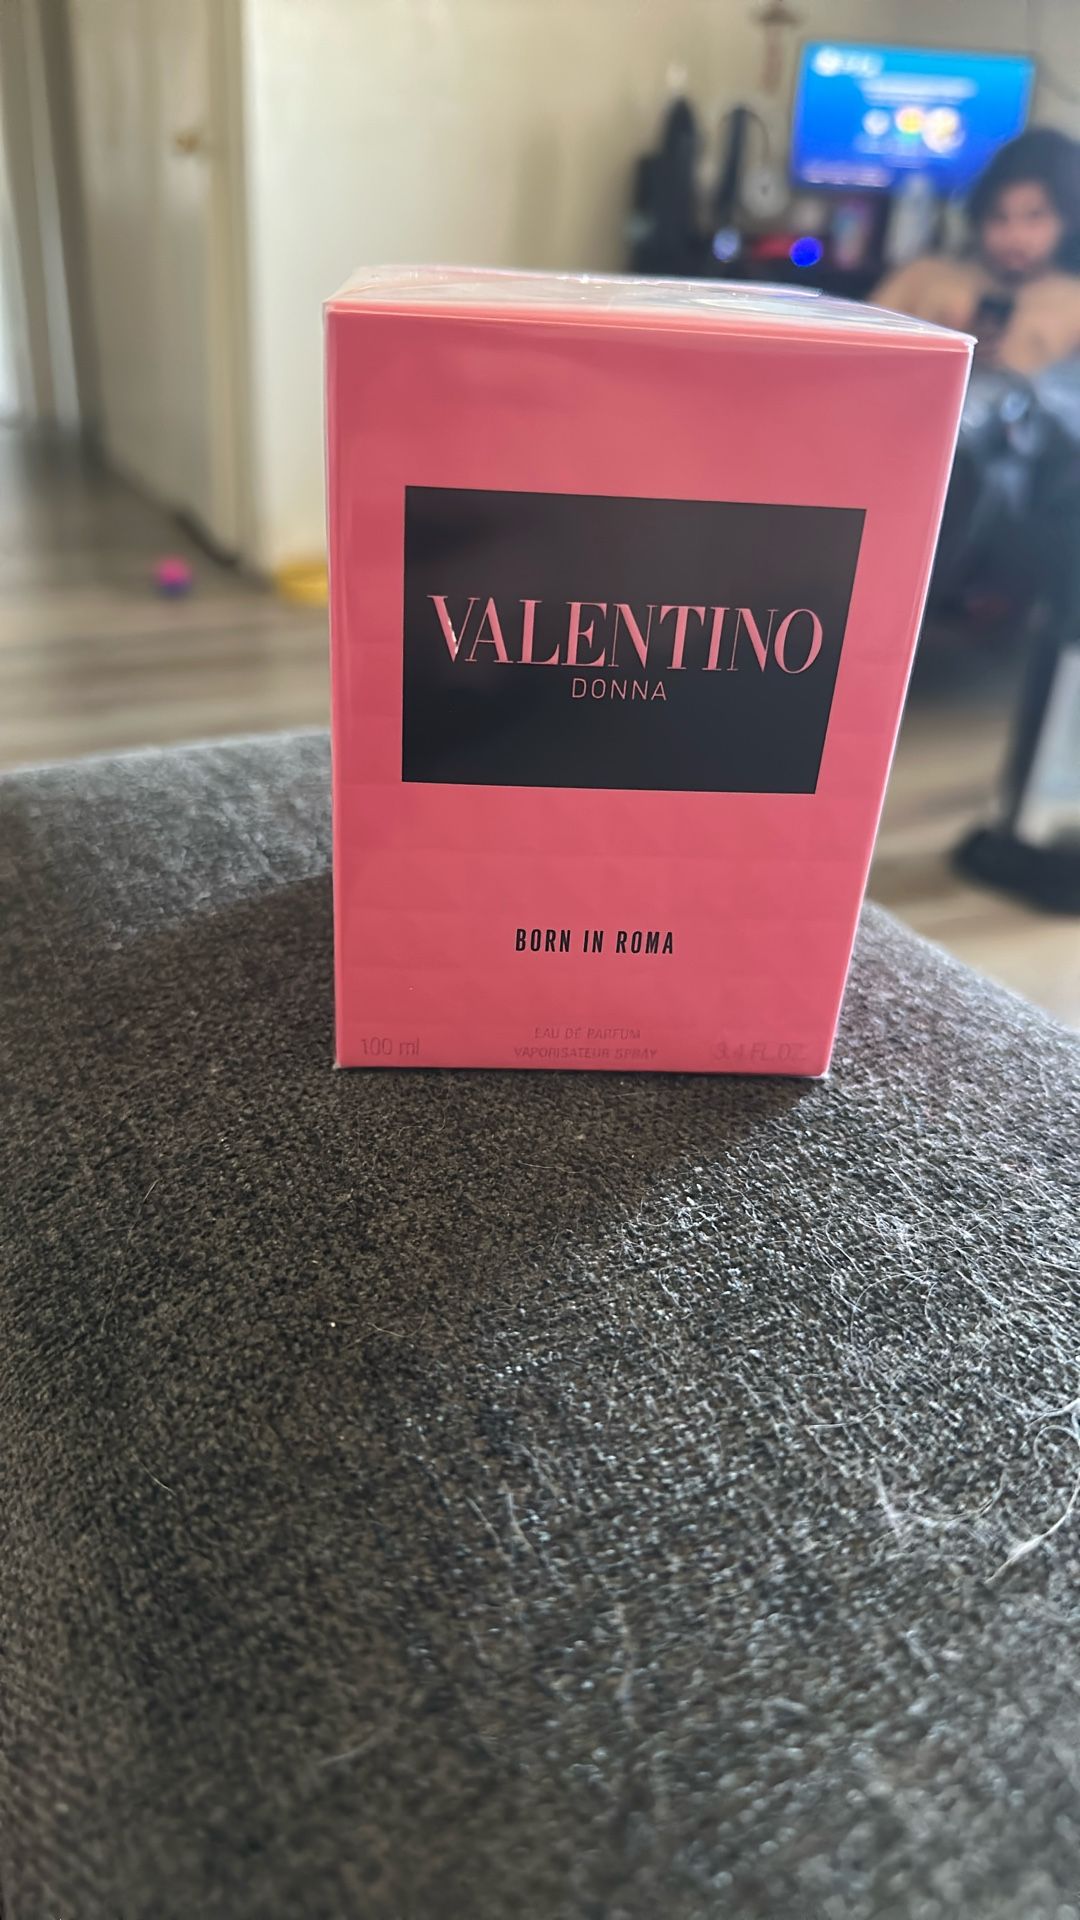 VALENTINO
DONNA
BORN IN ROMA
EAU DE PARFUM
100 ml VAPORISATEUR SPRAY 3.4 FL.OZ.